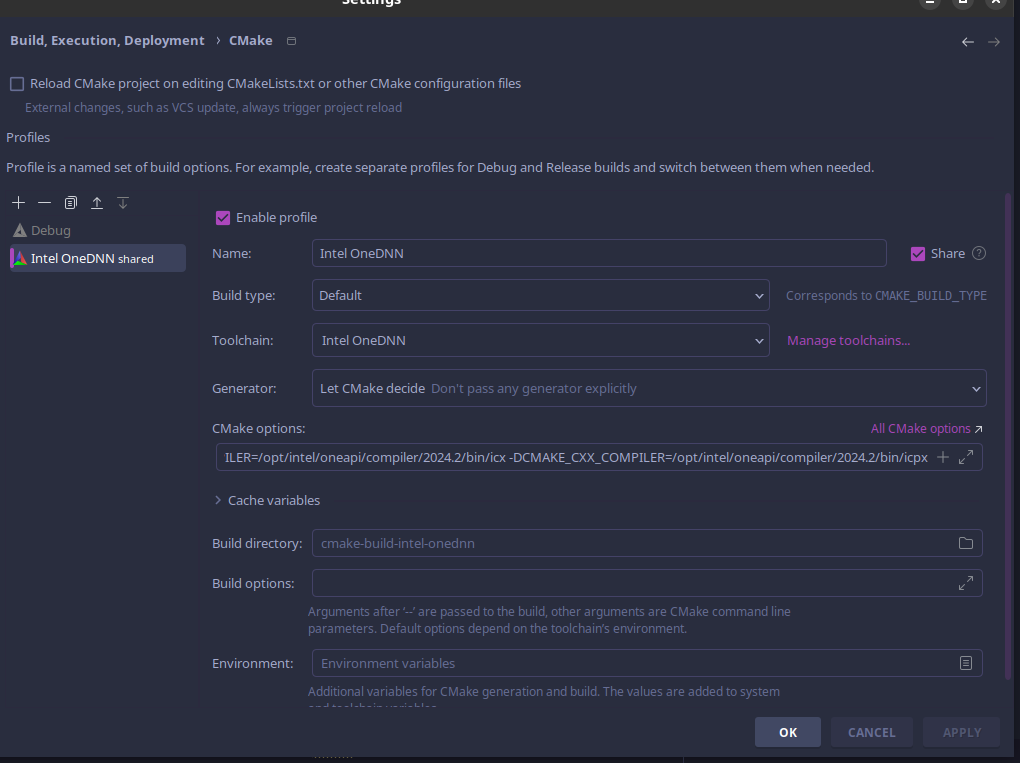 Settings
Build, Execution, Deployment › CMake
Reload CMake project on editing CMakeLists.txt or other CMake configuration files
External changes, such as VCS update, always trigger project reload
Profiles
Profile is a named set of build options. For example, create separate profiles for Debug and Release builds and switch between them when needed.
Debug
Intel OneDNN shared
Enable profile
Name: Intel OneDNN Share ?
Build type: Default Corresponds to CMAKE_BUILD_TYPE
Toolchain: Intel OneDNN Manage toolchains...
Generator: Let CMake decide Don't pass any generator explicitly
CMake options: All CMake options
ILER=/opt/intel/oneapi/compiler/2024.2/bin/icx -DCMAKE_CXX_COMPILER=/opt/intel/oneapi/compiler/2024.2/bin/icpx
Cache variables
Build directory: cmake-build-intel-onednn
Build options:
Arguments after '--' are passed to the build, other arguments are CMake command line
parameters. Default options depend on the toolchain's environment.
Environment: Environment variables
Additional variables for CMake generation and build. The values are added to system
and toolchain variables.
OK CANCEL APPLY